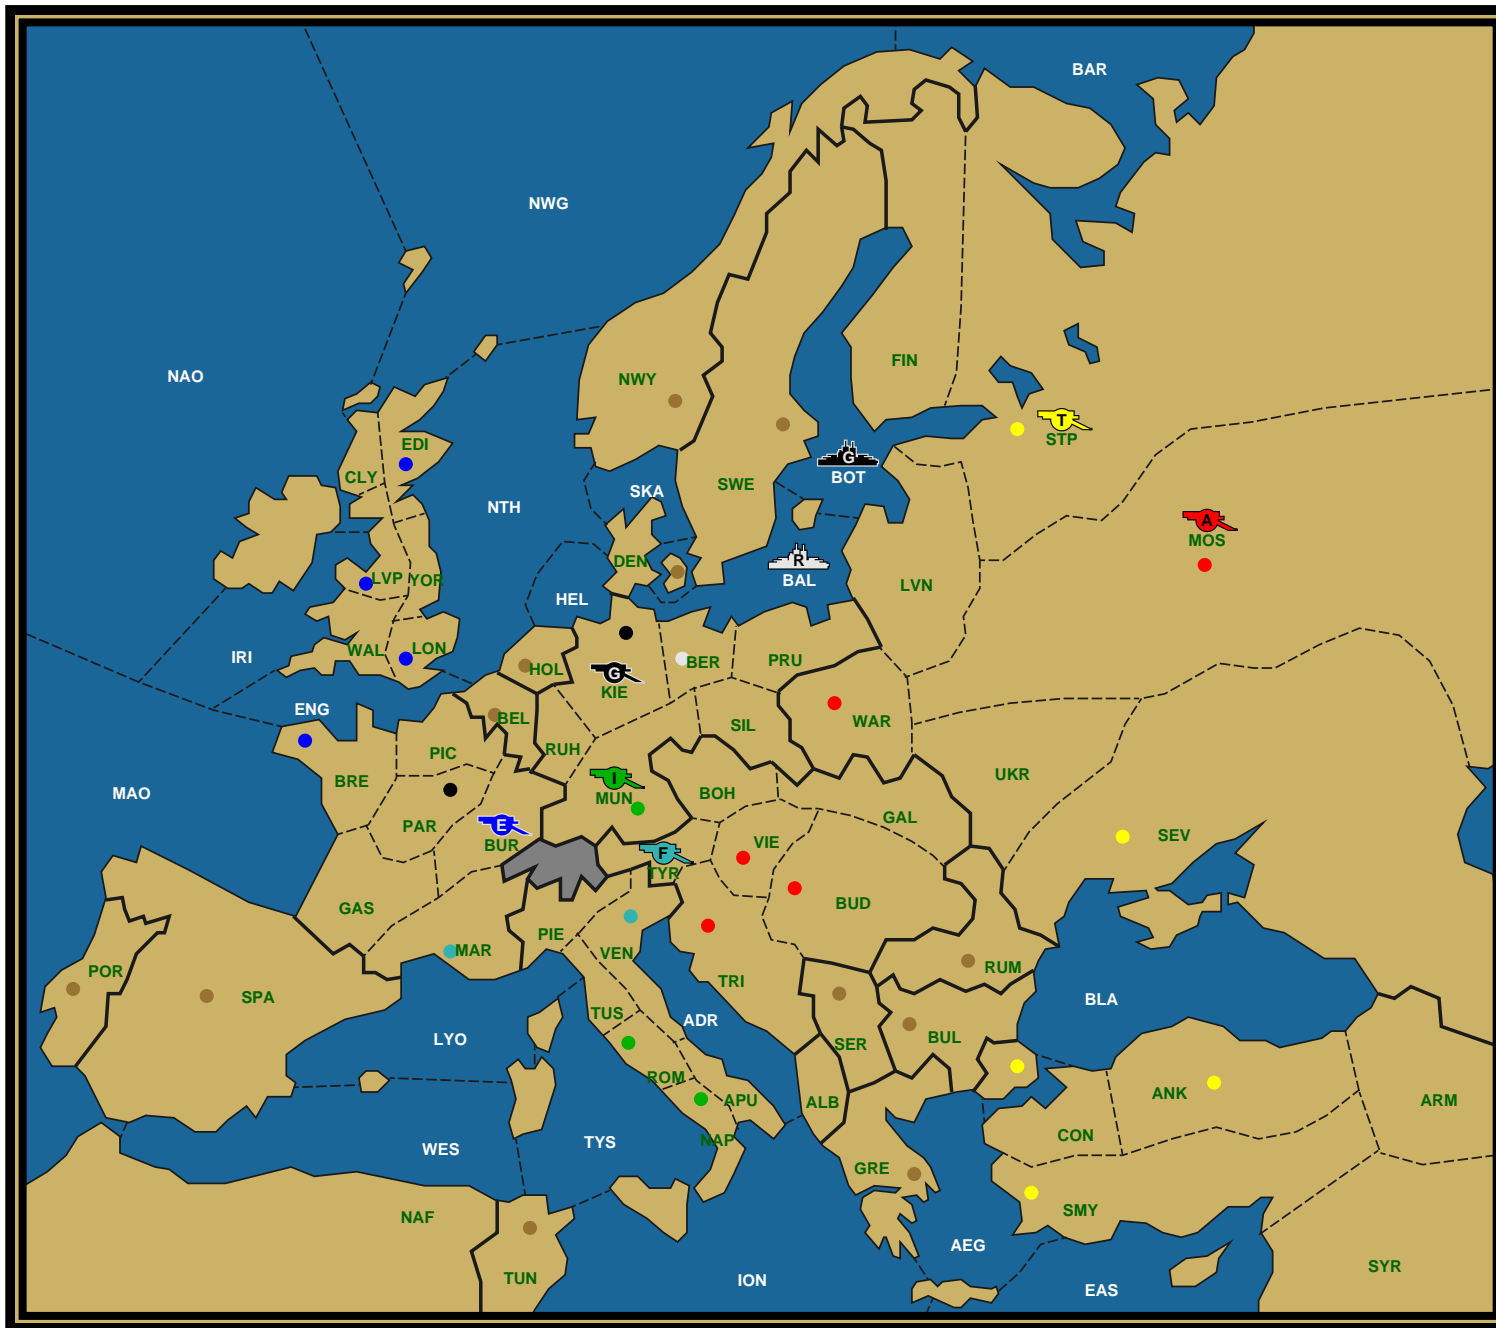 BAR
NWG
NAO
FIN
NWY
T
STP
EDI
G
BOT
CLY
SWE
SKA
NTH
A
MOS
DEN
R
BAL
LVP
YOR
LVN
HEL
IRI
WAL
LON
HOL
G
KIE
BER
PRU
ENG
BEL
WAR
SIL
PIC
RUH
BRE
I
MUN
BOH
UKR
MAO
PAR
E
BUR
GAL
SEV
VIE
F
TYR
BUD
GAS
PIE
VEN
MAR
POR
SPA
TRI
RUM
BLA
TUS
ADR
LYO
SER
BUL
ROM
APU
ALB
ANK
ARM
CON
NAP
WES
TYS
GRE
SMY
NAF
AEG
SYR
TUN
ION
EAS